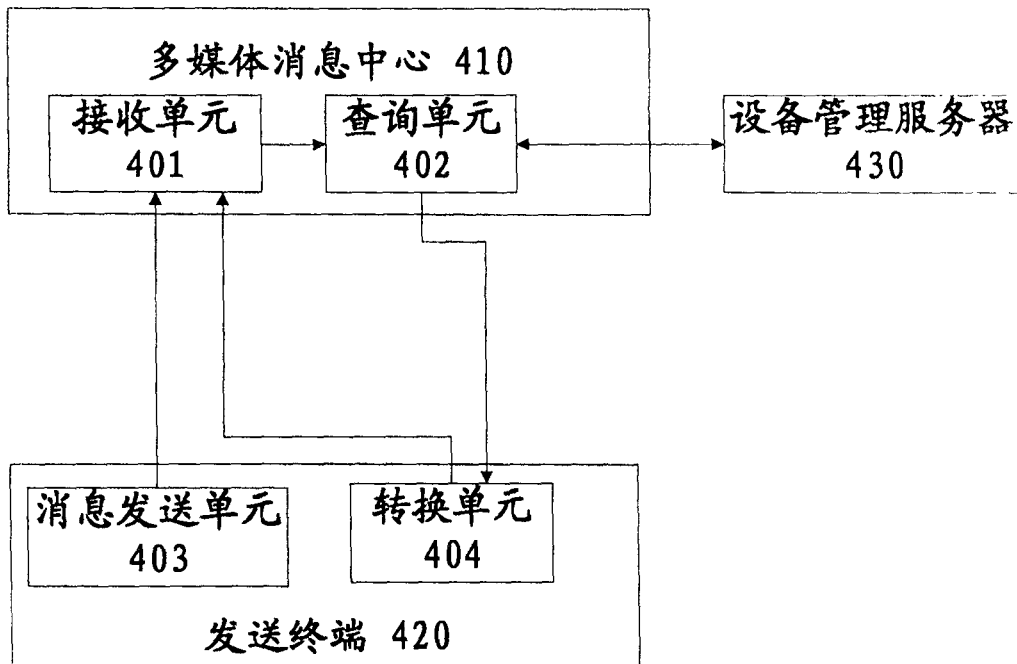 多媒体消息中心 410
接收单元
401
查询单元
402
设备管理服务器
430
消息发送单元
403
转换单元
404
发送终端 420